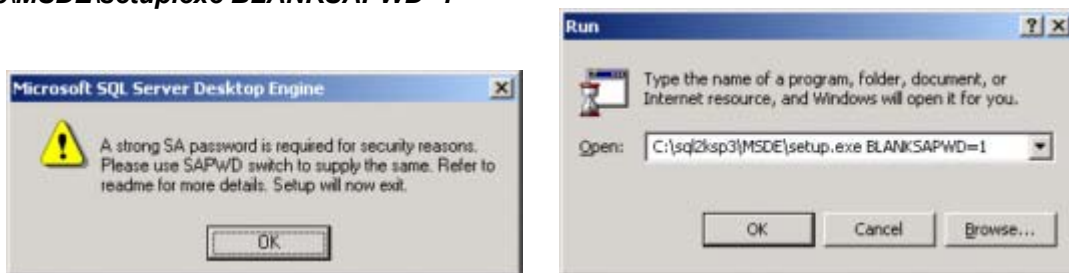 \MSDE\setup.exe BLANKSAPWD=1
Microsoft SQL Server Desktop Engine
A strong SA password is required for security reasons.
Please use SAPWD switch to supply the same. Refer to
readme for more details. Setup will now exit.
OK
Run
Type the name of a program, folder, document, or
Internet resource, and Windows will open it for you.
Open: C:\sql2ksp3\MSDE\setup.exe BLANKSAPWD=1
OK Cancel Browse...